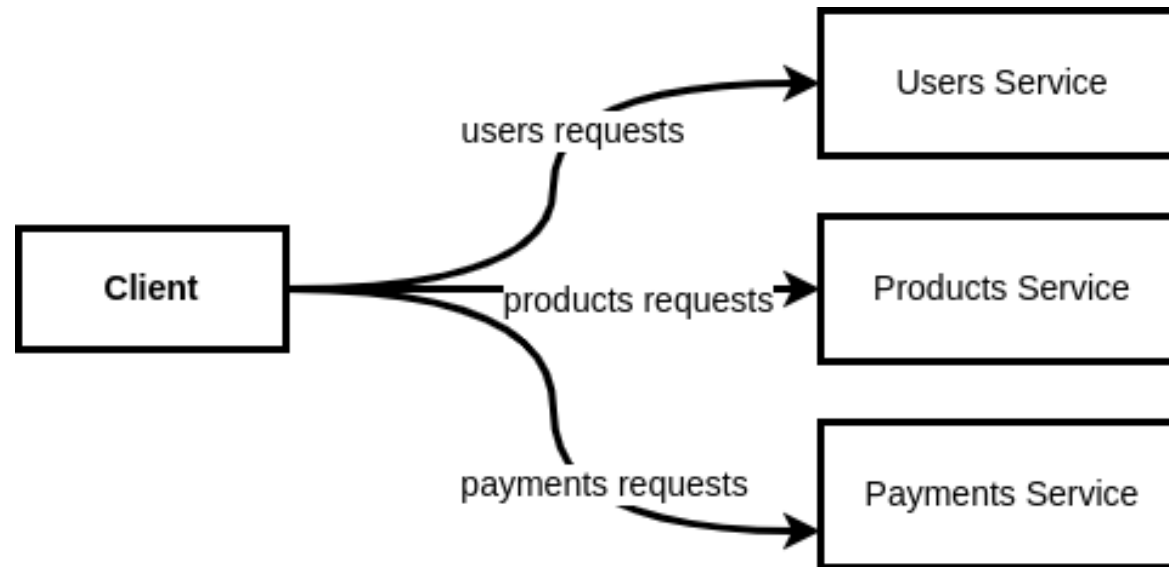 Users Service
users requests
Client
products requests
Products Service
payments requests
Payments Service